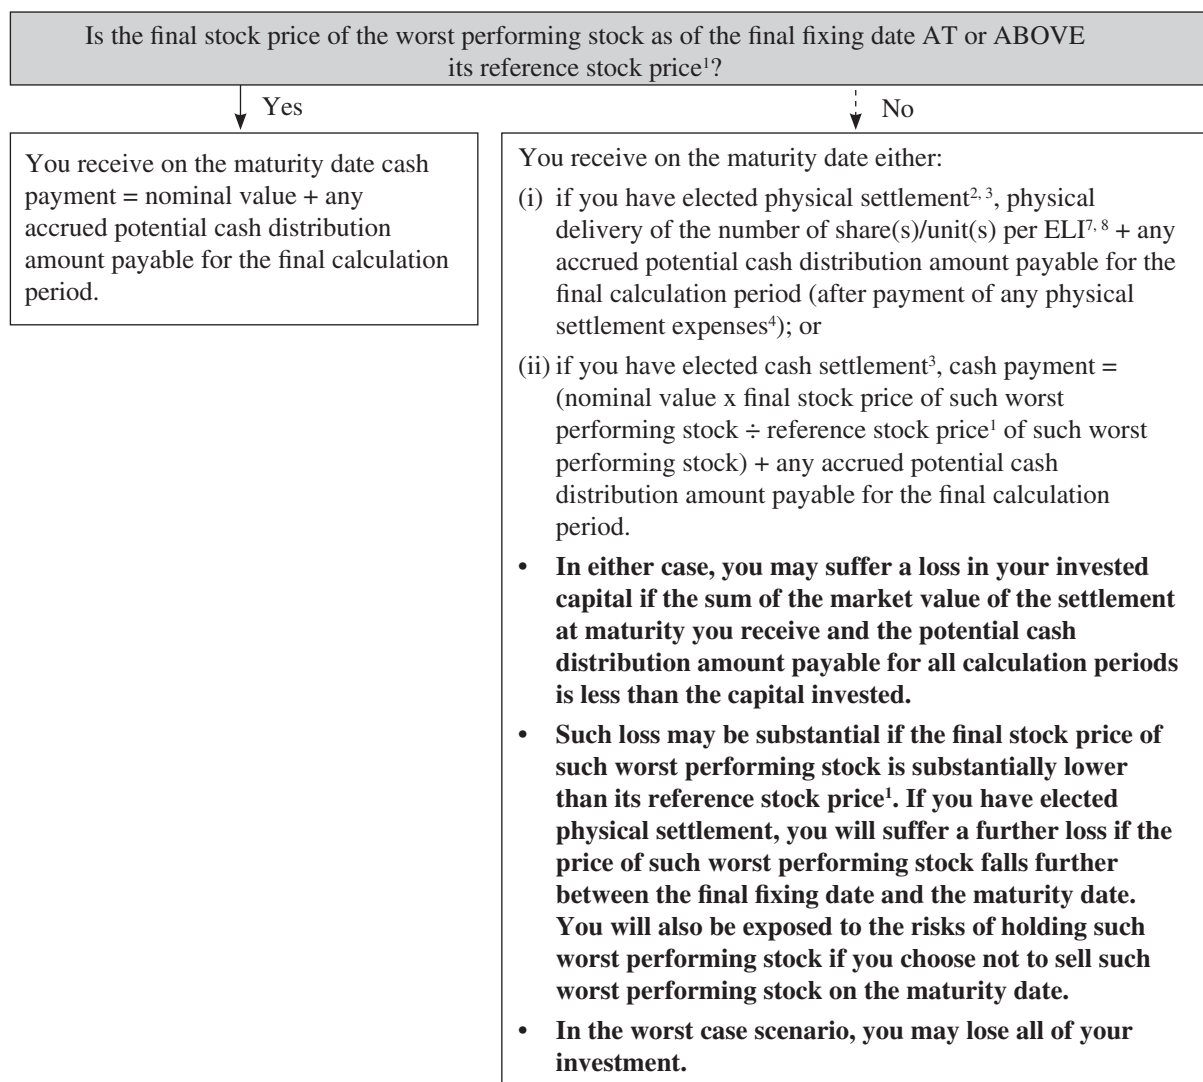 Is the final stock price of the worst performing stock as of the final fixing date AT or ABOVE
its reference stock price¹?
Yes
No
You receive on the maturity date cash
payment = nominal value + any
accrued potential cash distribution
amount payable for the final calculation
period.
You receive on the maturity date either:
(i) if you have elected physical settlement²,³, physical
delivery of the number of share(s)/unit(s) per ELI⁷,⁸ + any
accrued potential cash distribution amount payable for the
final calculation period (after payment of any physical
settlement expenses⁴); or
(ii) if you have elected cash settlement³, cash payment =
(nominal value x final stock price of such worst
performing stock ÷ reference stock price¹ of such worst
performing stock) + any accrued potential cash
distribution amount payable for the final calculation
period.
• In either case, you may suffer a loss in your invested
capital if the sum of the market value of the settlement
at maturity you receive and the potential cash
distribution amount payable for all calculation periods
is less than the capital invested.
• Such loss may be substantial if the final stock price of
such worst performing stock is substantially lower
than its reference stock price¹. If you have elected
physical settlement, you will suffer a further loss if the
price of such worst performing stock falls further
between the final fixing date and the maturity date.
You will also be exposed to the risks of holding such
worst performing stock if you choose not to sell such
worst performing stock on the maturity date.
• In the worst case scenario, you may lose all of your
investment.